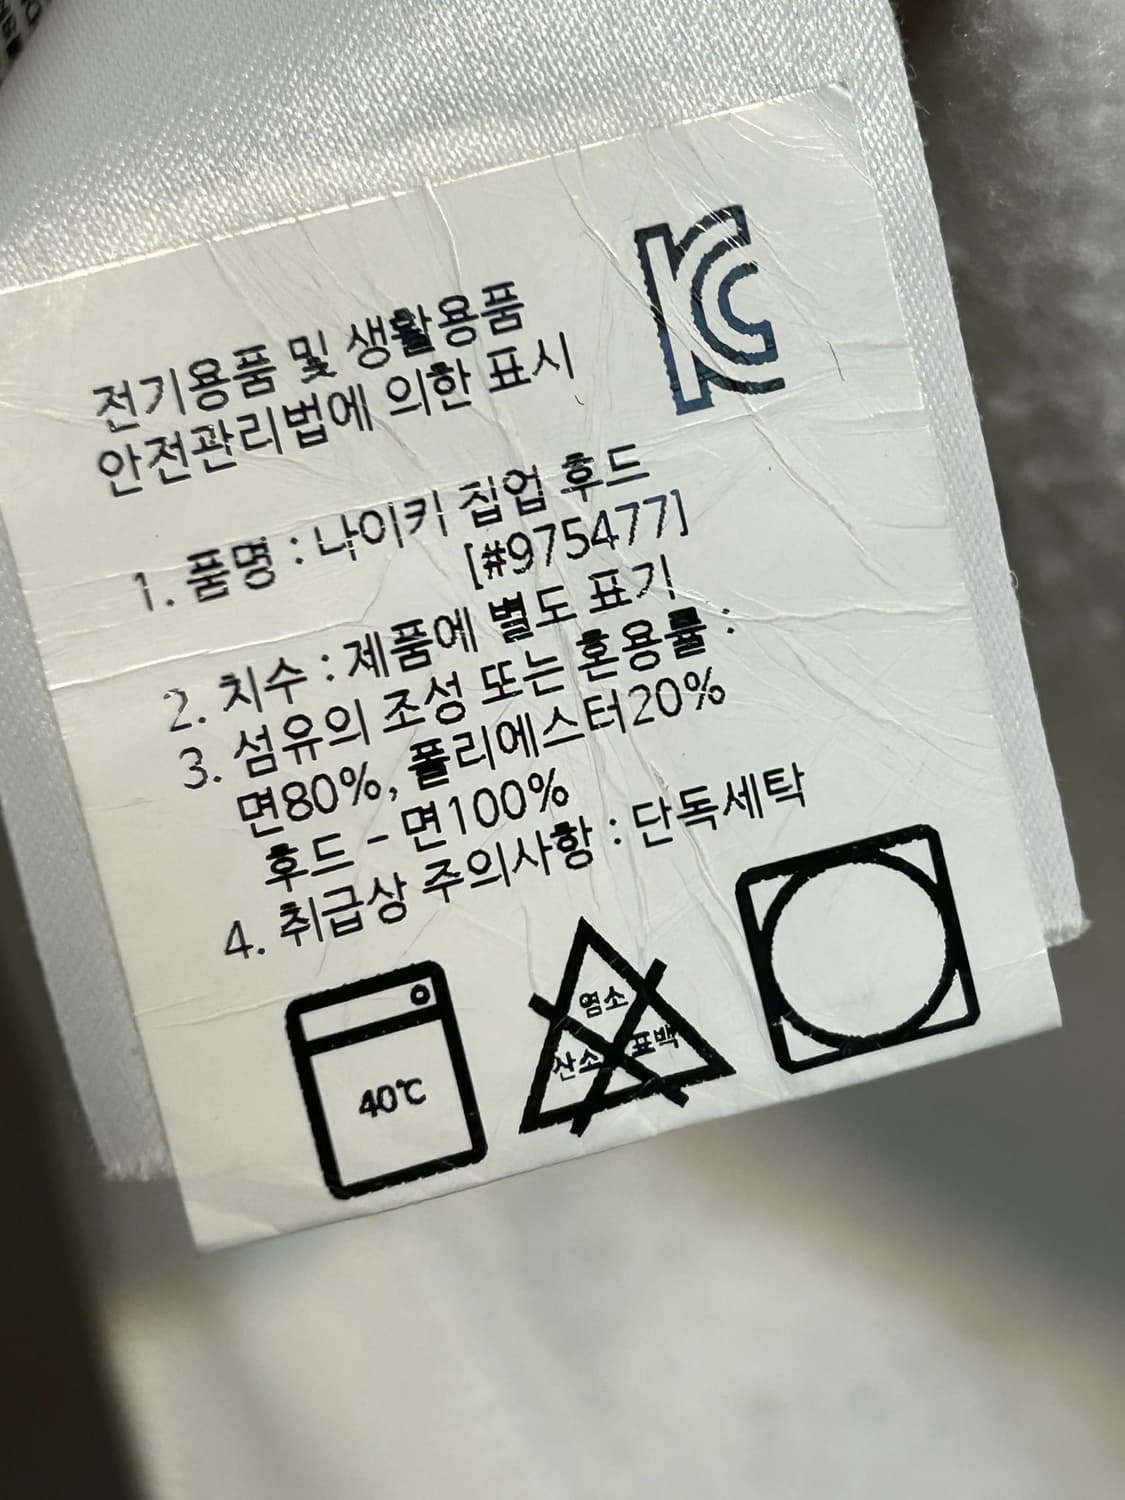 전기용품 및 생활용품
안전관리법에 의한 표시
1. 품명 : 나이키 집업 후드
[#975477]
2. 치수 : 제품에 별도 표기
3. 섬유의 조성 또는 혼용률 :
면80%, 폴리에스터20%
후드 - 면100%
4. 취급상 주의사항 : 단독세탁
40℃
염소
산소 표백